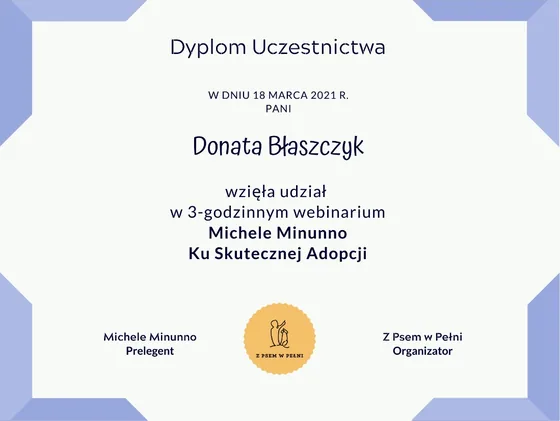 Dyplom Uczestnictwa
W DNIU 18 MARCA 2021 R.
PANI
Donata Błaszczyk
wzięła udział
w 3-godzinnym webinarium
Michele Minunno
Ku Skutecznej Adopcji
Michele Minunno
Prelegent
Z PSEM W PEŁNI
Z Psem w Pełni
Organizator